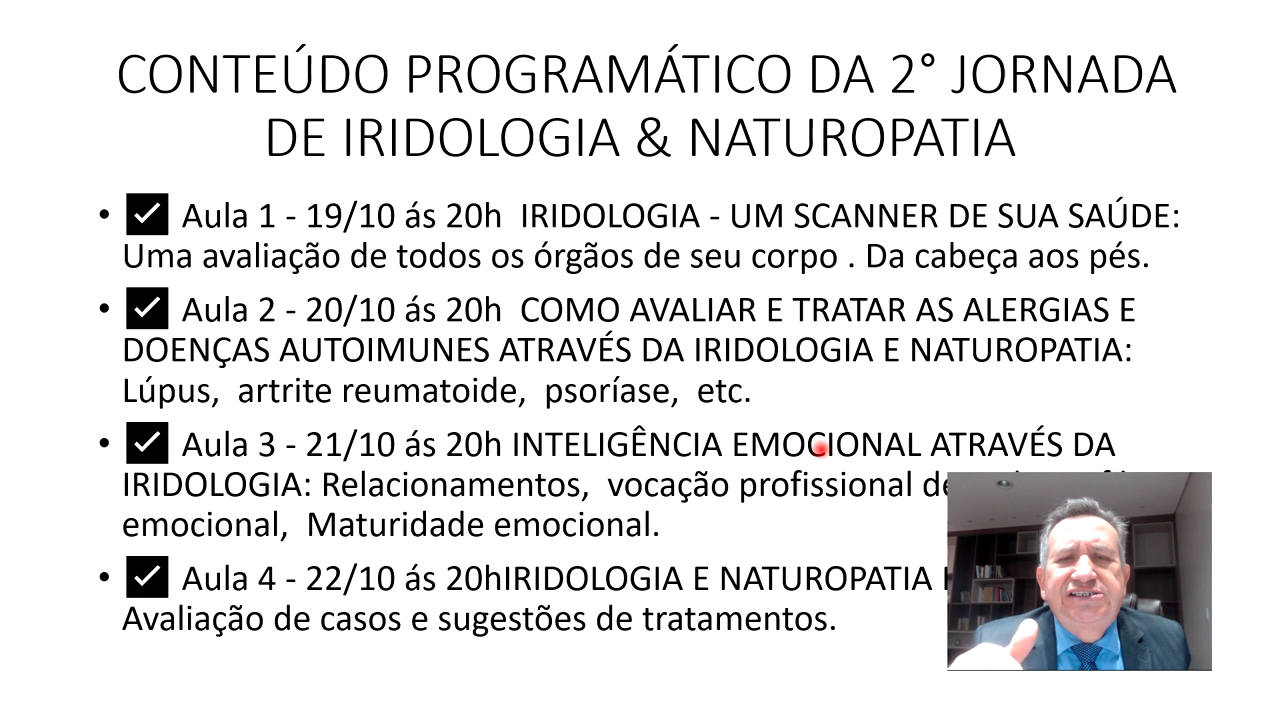 CONTEÚDO PROGRAMÁTICO DA 2° JORNADA
DE IRIDOLOGIA & NATUROPATIA
• ✓ Aula 1 - 19/10 ás 20h IRIDOLOGIA - UM SCANNER DE SUA SAÚDE:
Uma avaliação de todos os órgãos de seu corpo . Da cabeça aos pés.
• ✓ Aula 2 - 20/10 ás 20h COMO AVALIAR E TRATAR AS ALERGIAS E
DOENÇAS AUTOIMUNES ATRAVÉS DA IRIDOLOGIA E NATUROPATIA:
Lúpus, artrite reumatoide, psoríase, etc.
• ✓ Aula 3 - 21/10 ás 20h INTELIGÊNCIA EMOCIONAL ATRAVÉS DA
IRIDOLOGIA: Relacionamentos, vocação profissional
emocional, Maturidade emocional.
• ✓ Aula 4 - 22/10 ás 20hIRIDOLOGIA E NATUROPATIA
Avaliação de casos e sugestões de tratamentos.